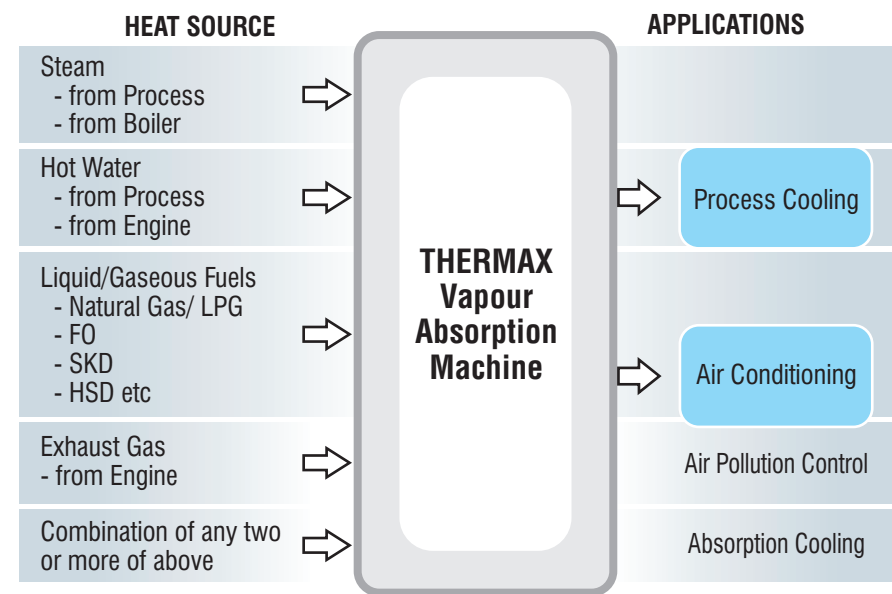 HEAT SOURCE
APPLICATIONS
Steam
- from Process
- from Boiler
Hot Water
- from Process
- from Engine
Process Cooling
Liquid/Gaseous Fuels
- Natural Gas/ LPG
- FO
- SKD
- HSD etc
THERMAX
Vapour
Absorption
Machine
Air Conditioning
Exhaust Gas
- from Engine
Air Pollution Control
Combination of any two
or more of above
Absorption Cooling